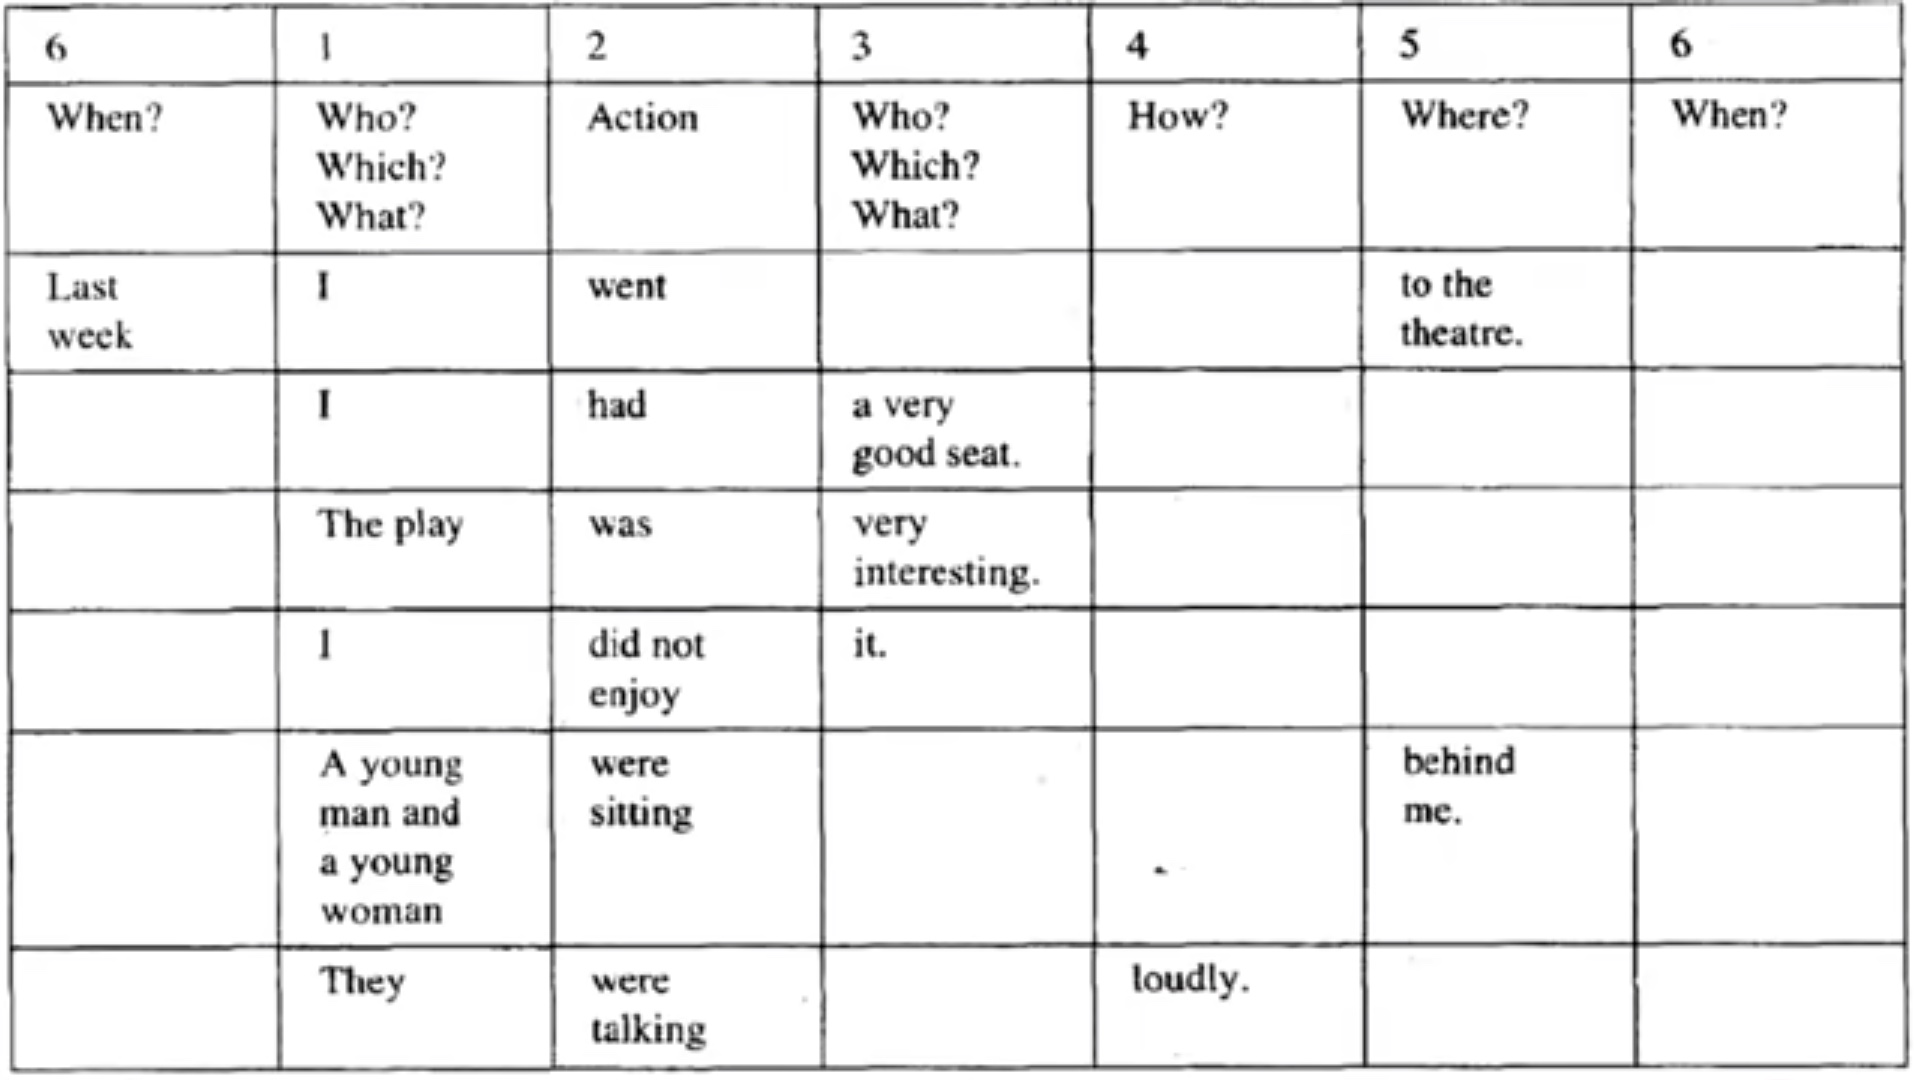 6 1 2 3 4 5 6
When? Who? Action Who? How? Where? When?
Which? Which?
What? What?
Last I went to the
week theatre.
I had a very
good seat.
The play was very
interesting.
I did not it.
enjoy
A young were behind
man and sitting me.
a young
woman
They were loudly.
talking